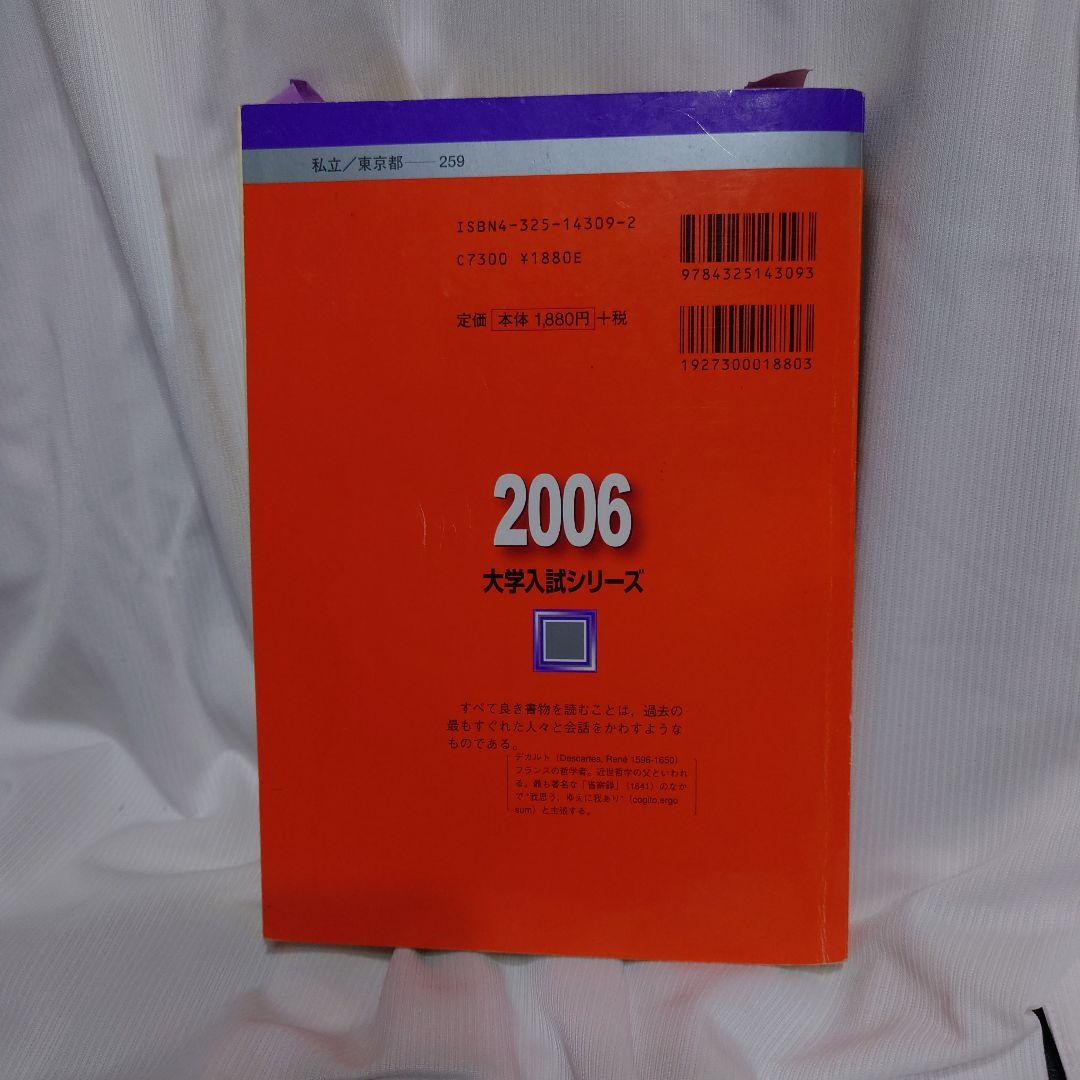 私立／東京都――259
ISBN4-325-14309-2
C7300 ¥1880E
9784325143093
定価 本体 1,880円 +税
1927300018803
2006
大学入試シリーズ
すべて良き書物を読むことは，過去の
最もすぐれた人々と会話をかわすような
ものである。
デカルト（Descartes, René 1596-1650）
フランスの哲学者。近世哲学の父といわれ
る。最も著名な「省察録」（1641）のなか
で“我思う，ゆえに我あり”（cogito,ergo
sum）と主張する。